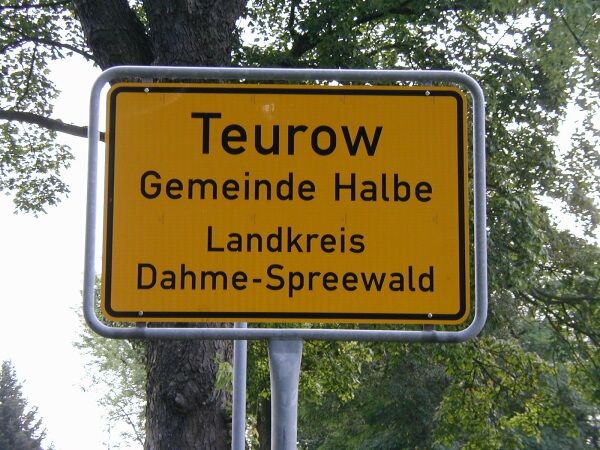 Teurow
Gemeinde Halbe
Landkreis
Dahme-Spreewald